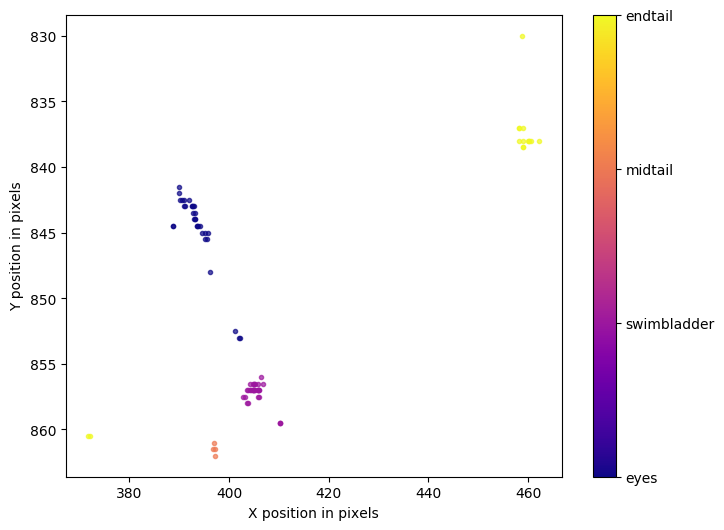 830
835
840
845
850
855
860
Y position in pixels
380
400
420
440
460
X position in pixels
endtail
midtail
swimbladder
eyes